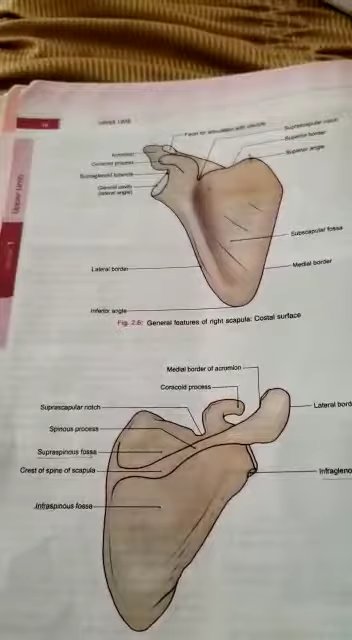 UPPER LIMB
Upper Limb
Facet for articulation with clavicle
Suprascapular notch
Superior border
Superior angle
Acromion
Coracoid process
Supraglenoid tubercle
Glenoid cavity
(lateral angle)
Subscapular fossa
Medial border
Lateral border
Inferior angle
Fig. 2.6: General features of right scapula: Costal surface
Medial border of acromion
Coracoid process
Suprascapular notch
Lateral bord
Spinous process
Supraspinous fossa
Crest of spine of scapula
Infragleno
Infraspinous fossa